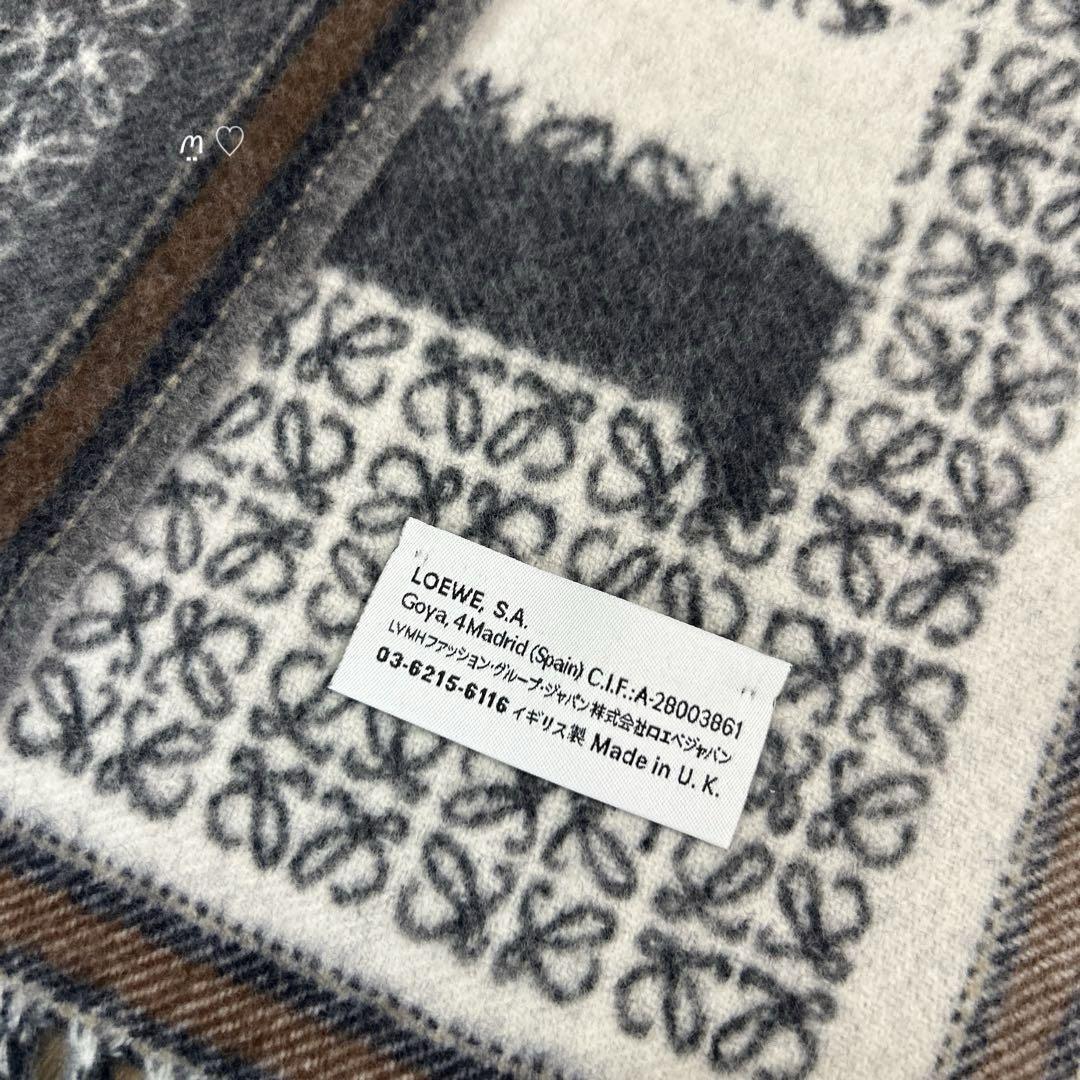 ო ♡
LOEWE, S.A.
Goya, 4 Madrid (Spain) C.I.F.:A-28003861
LVMHファッション・グループ・ジャパン株式会社ロエベジャパン
03-6215-6116 イギリス製 Made in U. K.